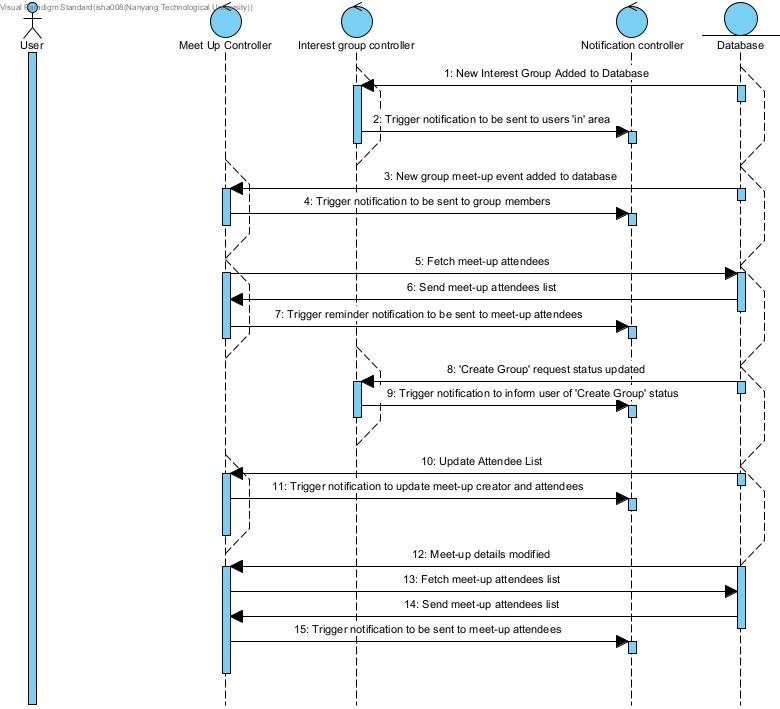 Visual Paradigm Standard(isha008(Nanyang Technological University))
User
Meet Up Controller
Interest group controller
Notification controller
Database
1: New Interest Group Added to Database
2: Trigger notification to be sent to users 'in' area
3: New group meet-up event added to database
4: Trigger notification to be sent to group members
5: Fetch meet-up attendees
6: Send meet-up attendees list
7: Trigger reminder notification to be sent to meet-up attendees
8: 'Create Group' request status updated
9: Trigger notification to inform user of 'Create Group' status
10: Update Attendee List
11: Trigger notification to update meet-up creator and attendees
12: Meet-up details modified
13: Fetch meet-up attendees list
14: Send meet-up attendees list
15: Trigger notification to be sent to meet-up attendees